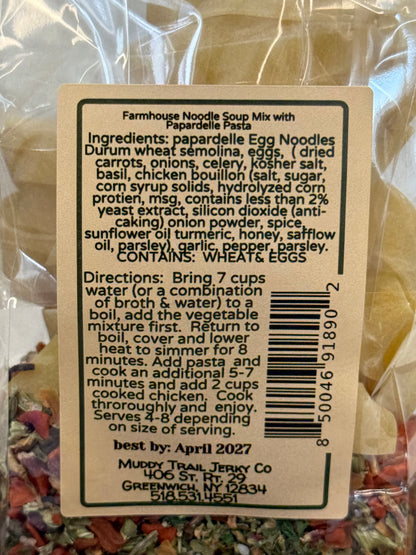 Farmhouse Noodle Soup Mix with
Papardelle Pasta
Ingredients: papardelle Egg Noodles
Durum wheat semolina, eggs, ( dried
carrots, onions, celery, kosher salt,
basil, chicken bouillon (salt, sugar,
corn syrup solids, hydrolyzed corn
protien, msg, contains less than 2%
yeast extract, silicon dioxide (anti-
caking) onion powder, spice,
sunflower oil turmeric, honey, safflow
oil, parsley), garlic, pepper, parsley.
CONTAINS: WHEAT& EGGS
Directions: Bring 7 cups
water (or a combination
of broth & water) to a
boil, add the vegetable
mixture first. Return to
boil, cover and lower
heat to simmer for 8
minutes. Add pasta and
cook an additional 5-7
minutes and add 2 cups
cooked chicken. Cook
throroughly and enjoy.
Serves 4-8 depending
on size of serving.
best by: April 2027
Muddy Trail Jerky Co
406 St. Rt. 29
Greenwich, NY 12834
518.531.4551
8 50046 91890 2